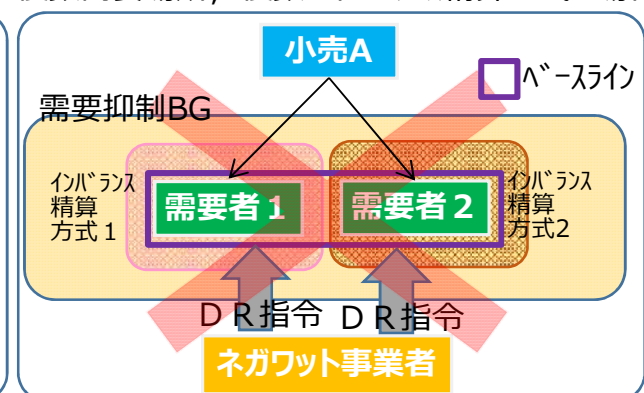 小売A
ベースライン
需要抑制BG
インバランス
精算
方式1
需要者1
需要者2
インバランス
精算
方式2
DR指令 DR指令
ネガワット事業者